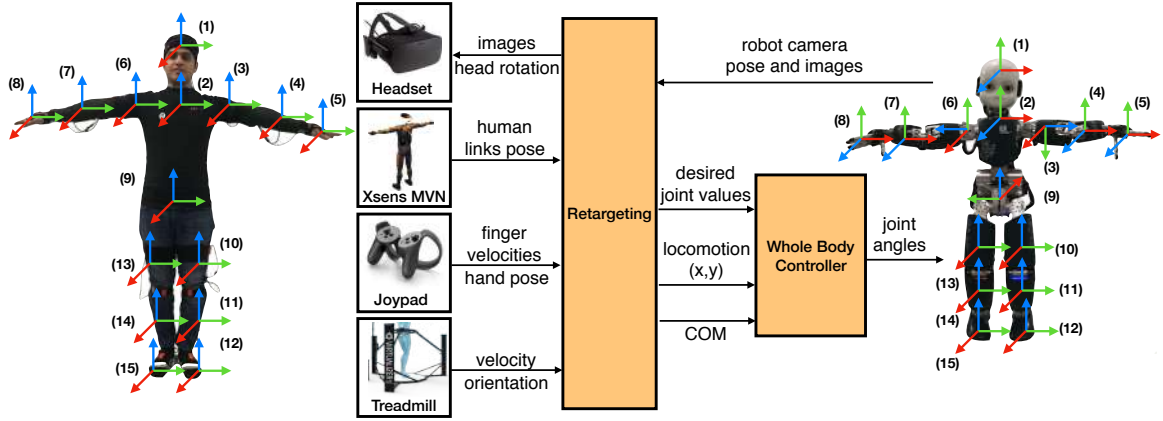 (1)
(6)
(3)
(7)
(2)
(4)
(8)
(5)
(9)
(10)
(13)
(11)
(14)
(12)
(15)
images
head rotation
Headset
human
links pose
Xsens MVN
finger
velocities
hand pose
Joypad
velocity
orientation
Treadmill
Retargeting
robot camera
pose and images
desired
joint values
locomotion
(x,y)
COM
Whole Body
Controller
joint
angles
(1)
(6)
(2)
(4)
(7)
(5)
(8)
(3)
(9)
(10)
(13)
(11)
(14)
(12)
(15)